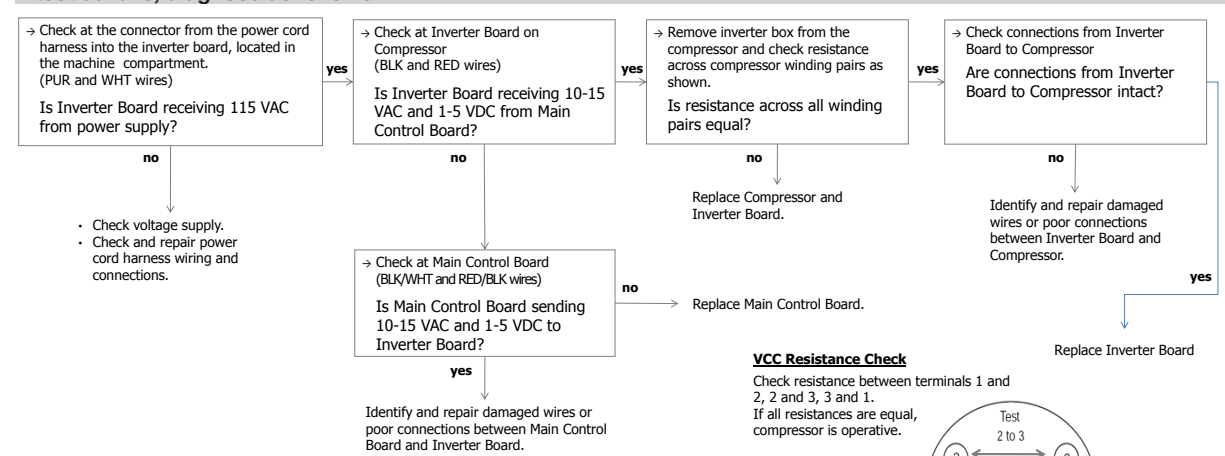 → Check at the connector from the power cord
harness into the inverter board, located in
the machine compartment.
(PUR and WHT wires)
Is Inverter Board receiving 115 VAC
from power supply?
yes
→ Check at Inverter Board on
Compressor
(BLK and RED wires)
Is Inverter Board receiving 10-15
VAC and 1-5 VDC from Main
Control Board?
yes
→ Remove inverter box from the
compressor and check resistance
across compressor winding pairs as
shown.
Is resistance across all winding
pairs equal?
yes
→ Check connections from Inverter
Board to Compressor
Are connections from Inverter
Board to Compressor intact?
no
no
no
no
• Check voltage supply.
• Check and repair power
cord harness wiring and
connections.
Replace Compressor and
Inverter Board.
Identify and repair damaged
wires or poor connections
between Inverter Board and
Compressor.
yes
Replace Inverter Board
→ Check at Main Control Board
(BLK/WHT and RED/BLK wires)
Is Main Control Board sending
10-15 VAC and 1-5 VDC to
Inverter Board?
no
Replace Main Control Board.
yes
Identify and repair damaged wires or
poor connections between Main Control
Board and Inverter Board.
VCC Resistance Check
Check resistance between terminals 1 and
2, 2 and 3, 3 and 1.
If all resistances are equal,
compressor is operative.
Test
2 to 3